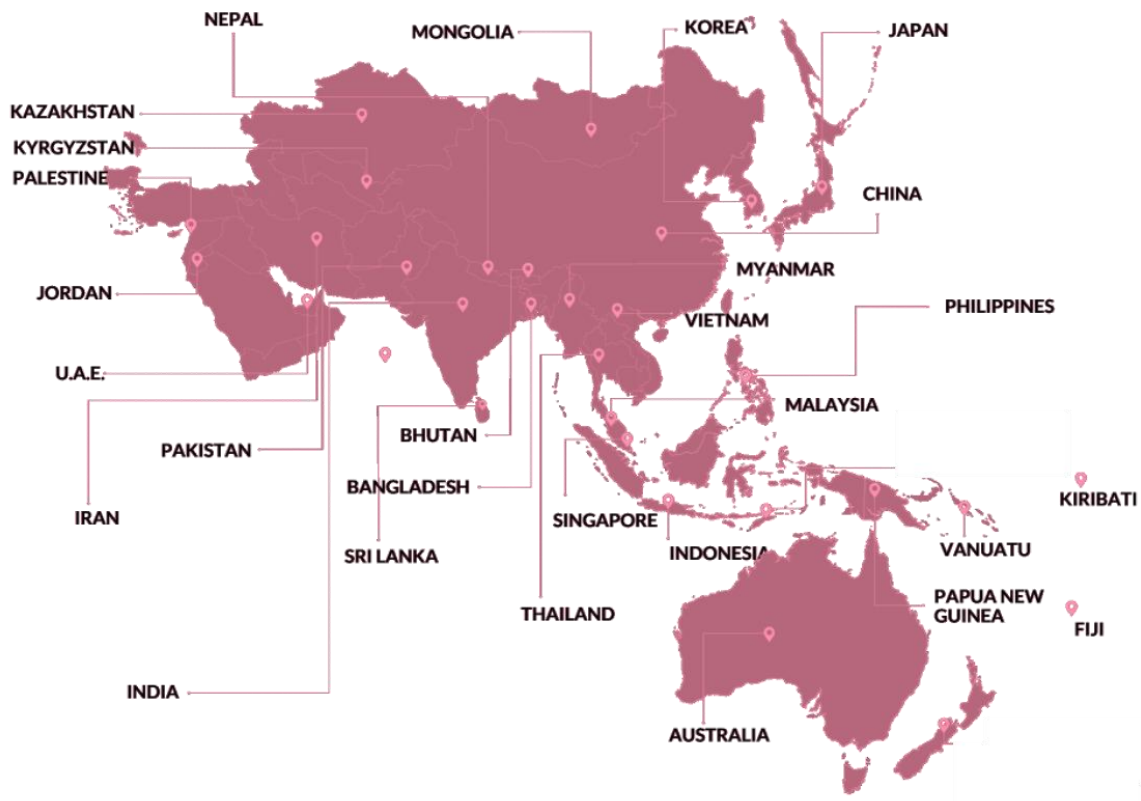 NEPAL
MONGOLIA
KOREA
JAPAN
KAZAKHSTAN
KYRGYZSTAN
PALESTINE
CHINA
MYANMAR
JORDAN
PHILIPPINES
VIETNAM
U.A.E.
MALAYSIA
BHUTAN
PAKISTAN
BANGLADESH
KIRIBATI
IRAN
SINGAPORE
SRI LANKA
INDONESIA
VANUATU
THAILAND
PAPUA NEW
GUINEA
FIJI
INDIA
AUSTRALIA